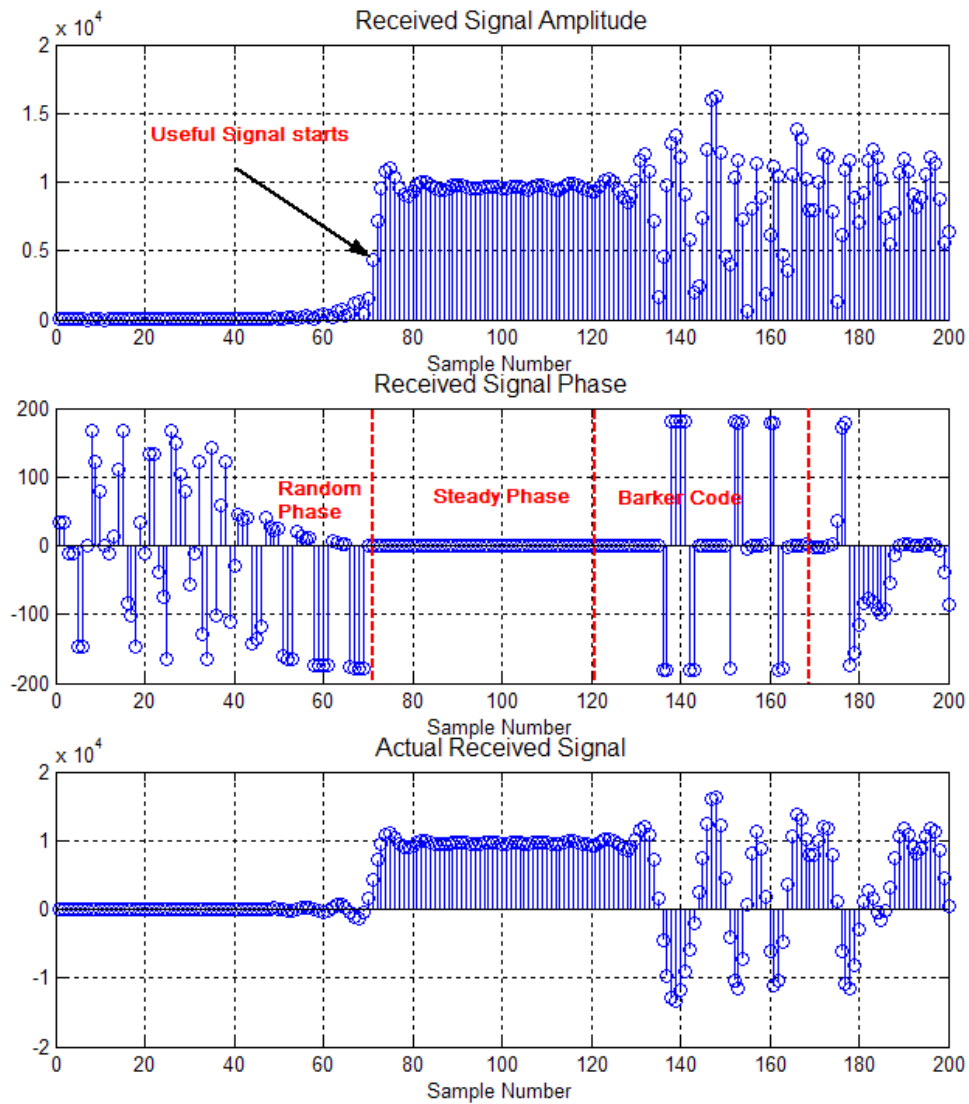 Received Signal Amplitude
x 10^4
2
1.5
Useful Signal starts
1
0.5
0
0 20 40 60 80 100 120 140 160 180 200
Sample Number
Received Signal Phase
200
100
Random
Phase
Steady Phase
Barker Code
0
-100
-200
0 20 40 60 80 100 120 140 160 180 200
Sample Number
Actual Received Signal
x 10^4
2
1
0
-1
-2
0 20 40 60 80 100 120 140 160 180 200
Sample Number